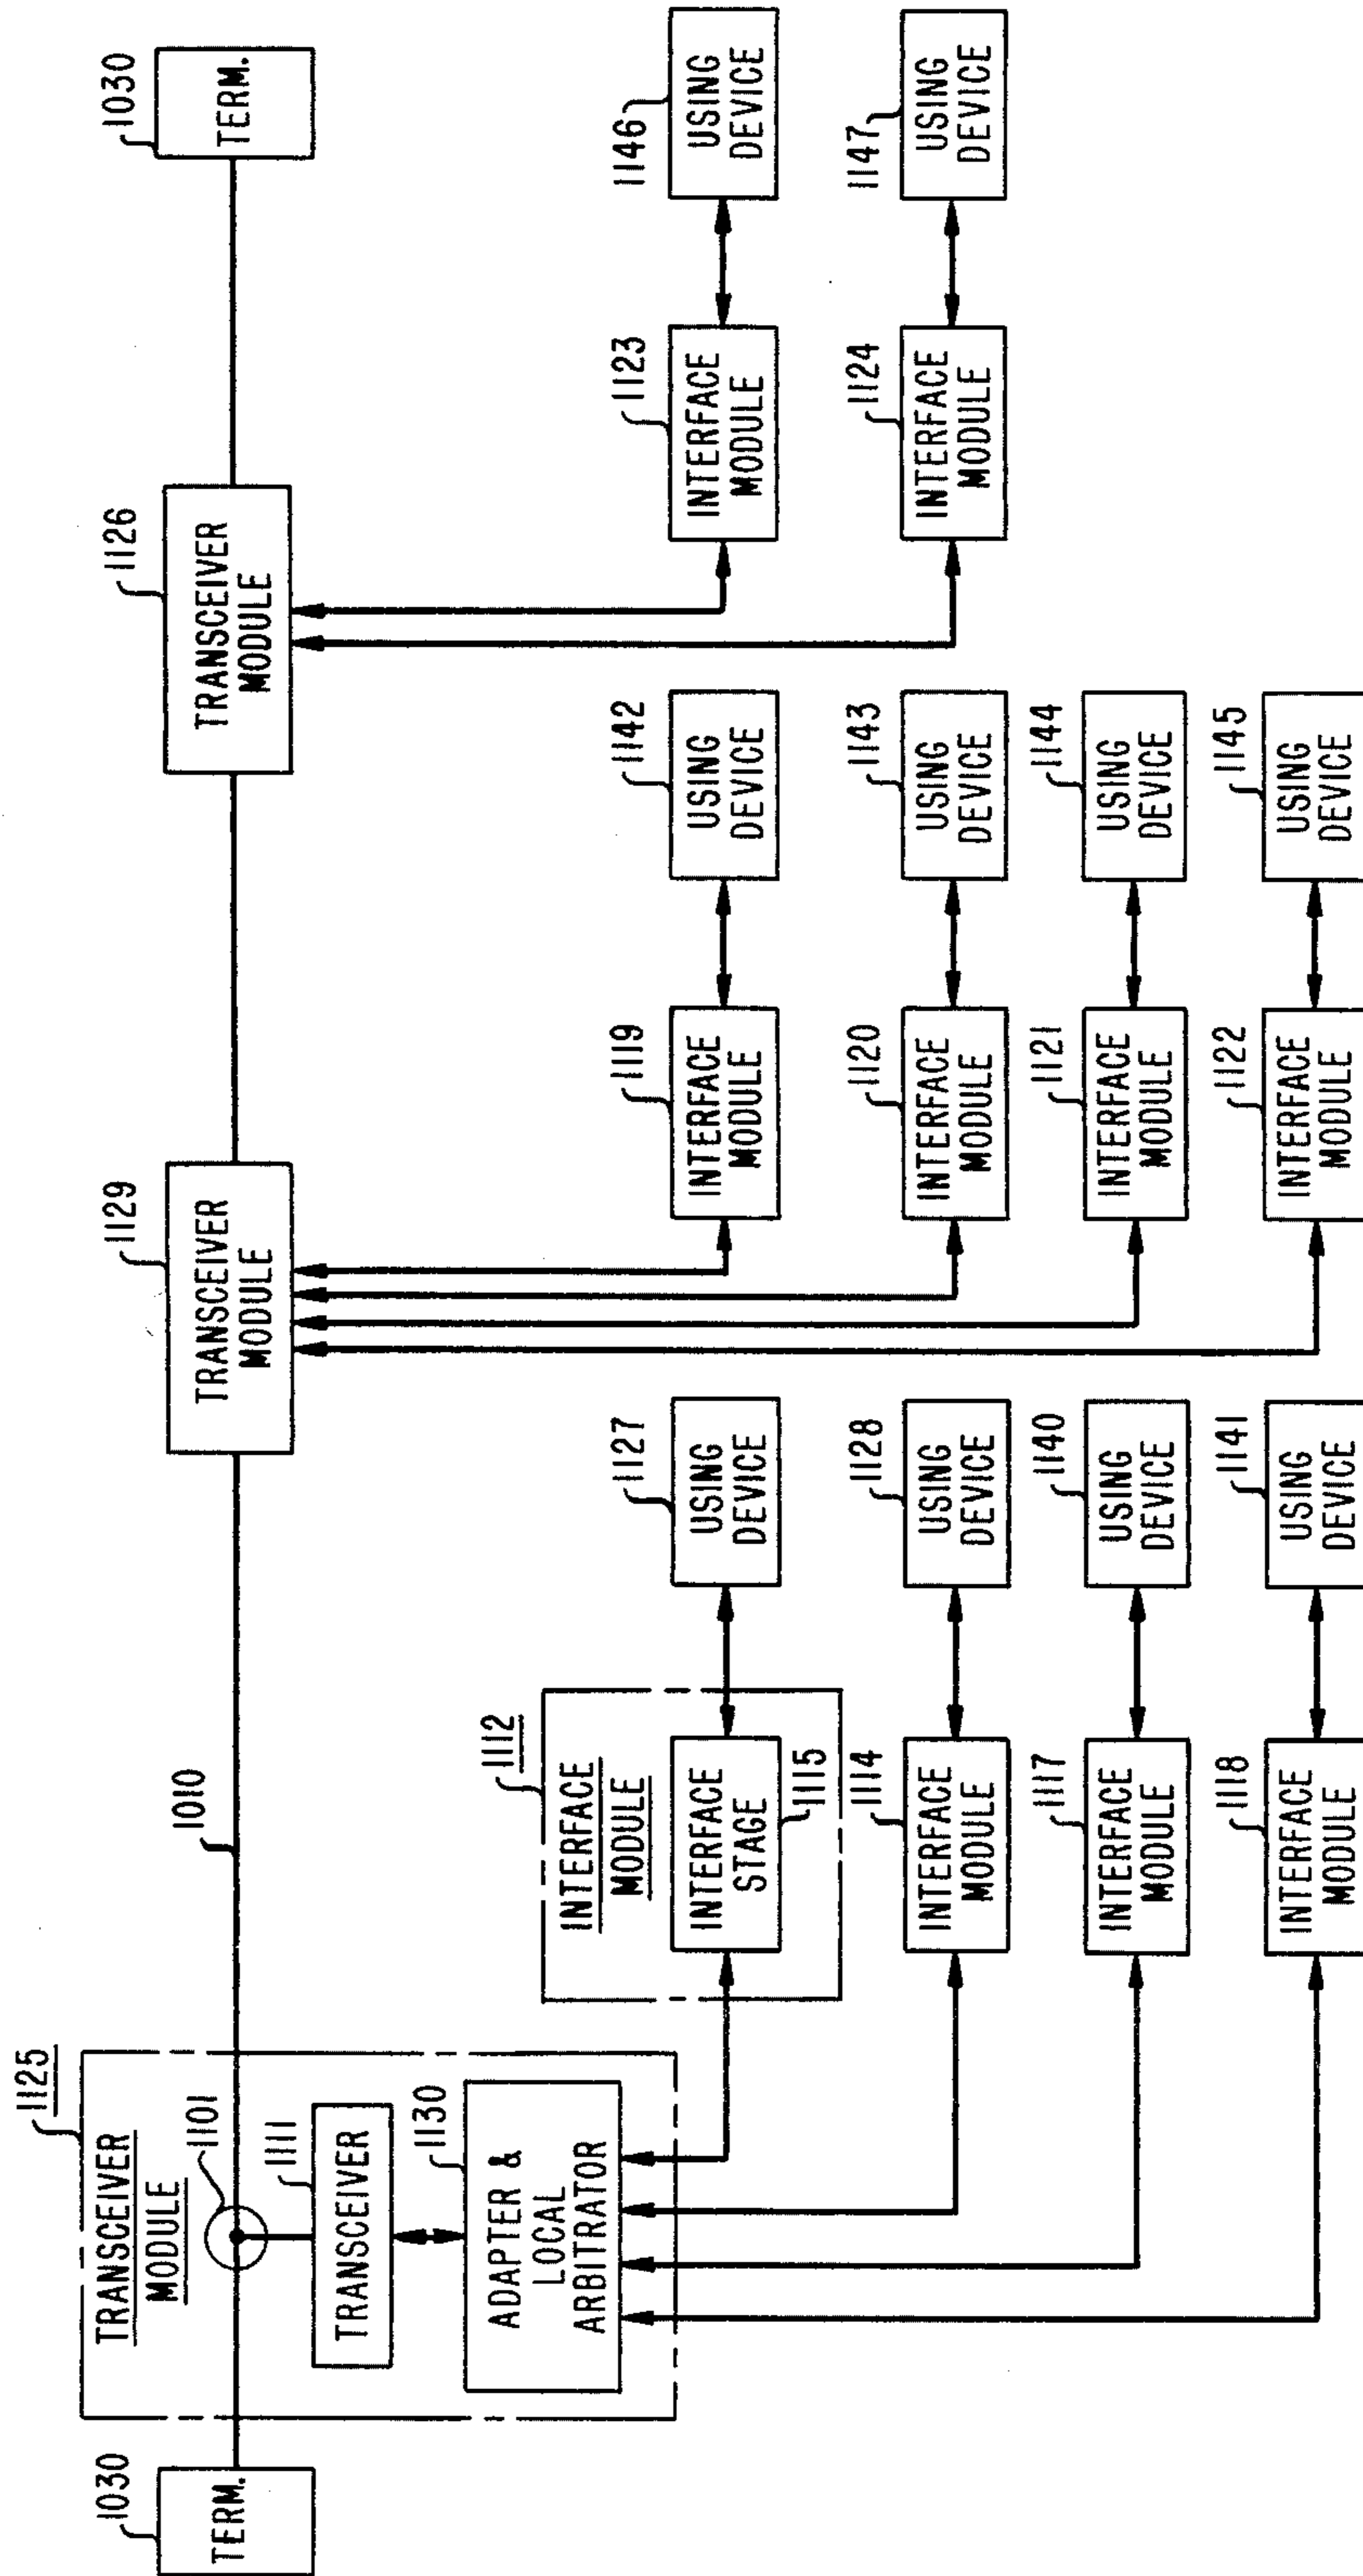 1030
TERM.
1125
TRANSCEIVER
MODULE
1101
1111
TRANSCEIVER
1130
ADAPTER &
LOCAL
ARBITRATOR
1010
1112
INTERFACE
MODULE
INTERFACE
STAGE
1115
1127
USING
DEVICE
1114
INTERFACE
MODULE
1128
USING
DEVICE
1117
INTERFACE
MODULE
1140
USING
DEVICE
1118
INTERFACE
MODULE
1141
USING
DEVICE
1129
TRANSCEIVER
MODULE
1119
INTERFACE
MODULE
1142
USING
DEVICE
1120
INTERFACE
MODULE
1143
USING
DEVICE
1121
INTERFACE
MODULE
1144
USING
DEVICE
1122
INTERFACE
MODULE
1145
USING
DEVICE
1126
TRANSCEIVER
MODULE
1123
INTERFACE
MODULE
1146
USING
DEVICE
1124
INTERFACE
MODULE
1147
USING
DEVICE
1030
TERM.